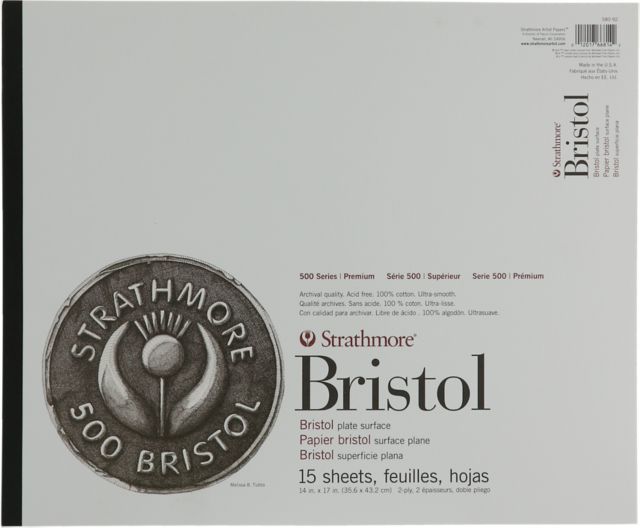 580-92
Strathmore Artist Papers™
Neenah, WI 54956
www.strathmoreartist.com
Made in the U.S.A.
Fabriqué aux États-Unis.
Hecho en EE. UU.
Strathmore®
Bristol
Bristol plate surface
Papier bristol surface plane
Bristol superficie plana
500 Series | Premium Série 500 | Supérieur Serie 500 | Prémium
Archival quality. Acid free. 100% cotton. Ultra-smooth.
Qualité archives. Sans acide. 100 % coton. Ultra-lisse.
Con calidad para archivar. Libre de ácido . 100% algodón. Ultrasuave.
STRATHMORE
500 BRISTOL
Melissa B. Tubbs
Strathmore®
Bristol
Bristol plate surface
Papier bristol surface plane
Bristol superficie plana
15 sheets, feuilles, hojas
14 in. x 17 in. (35.6 x 43.2 cm) 2-ply, 2 épaisseurs, doble pliego